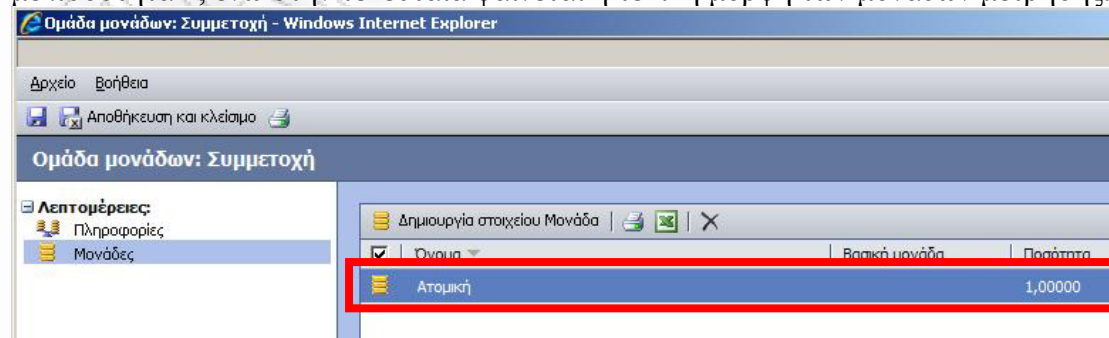 Ομάδα μονάδων: Συμμετοχή - Windows Internet Explorer
Αρχείο Βοήθεια
Αποθήκευση και κλείσιμο
Ομάδα μονάδων: Συμμετοχή
Λεπτομέρειες:
Πληροφορίες
Μονάδες
Δημιουργία στοιχείου Μονάδα
Όνομα Βασική μονάδα Ποσότητα
Ατομική 1,00000